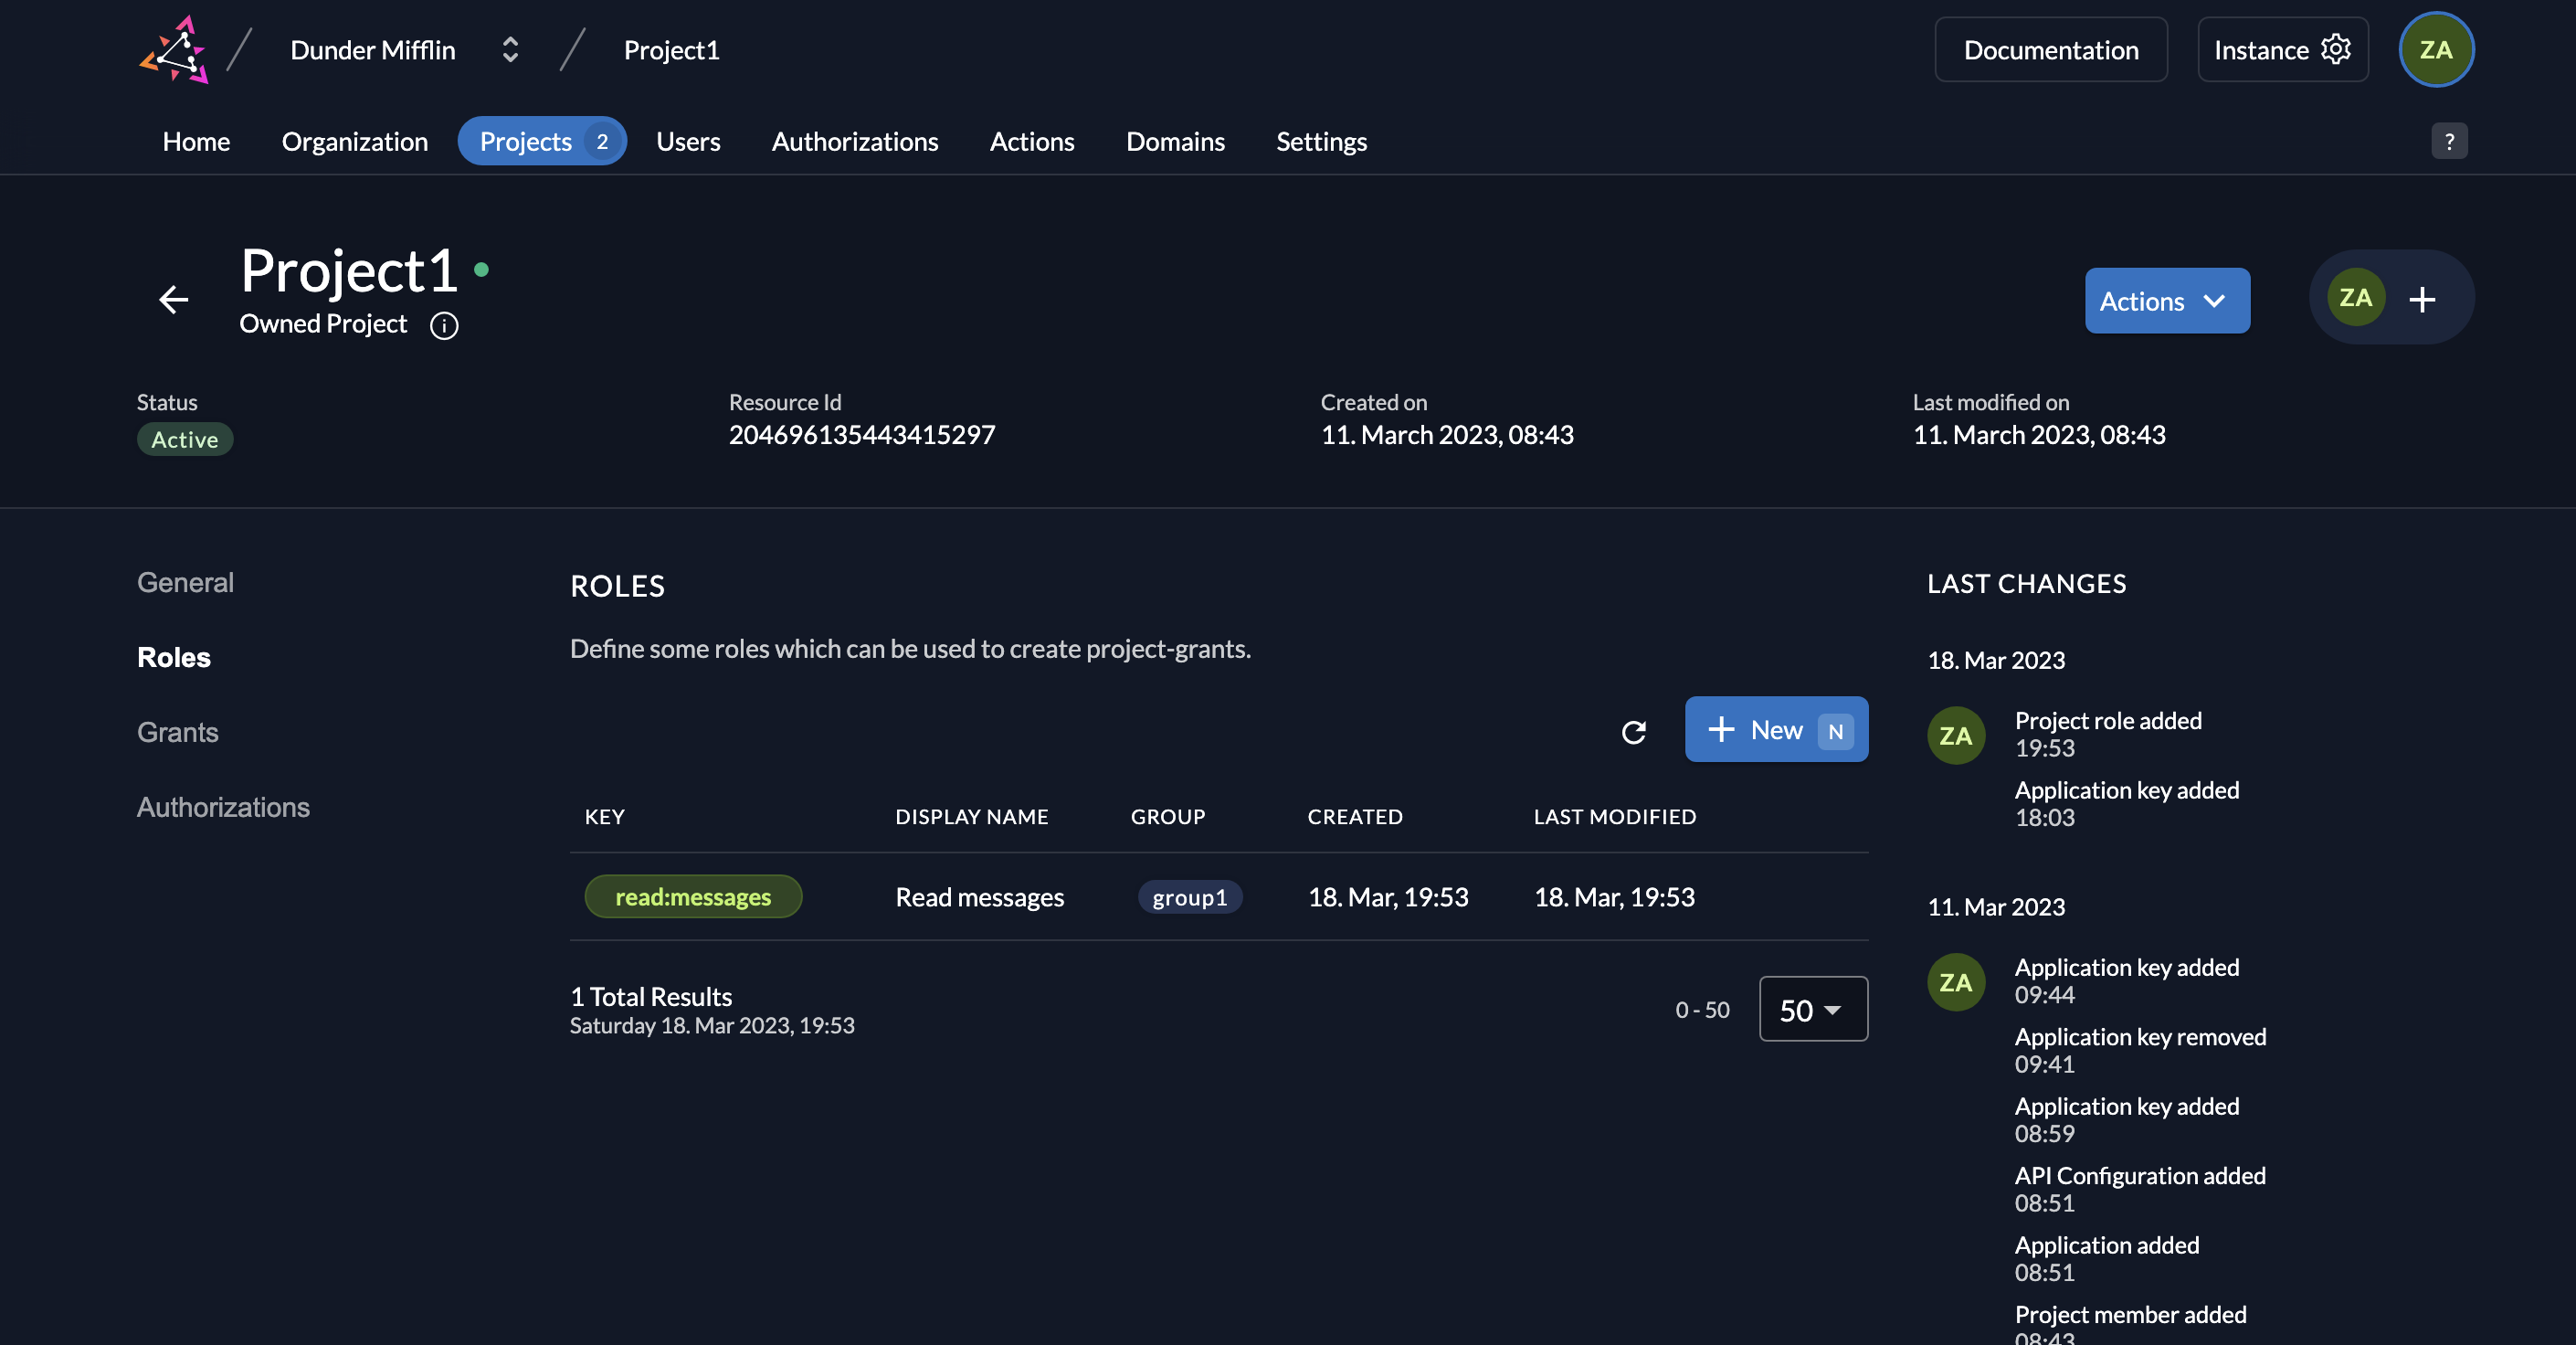 Dunder Mifflin
Project1
Documentation
Instance
ZA
Home
Organization
Projects 2
Users
Authorizations
Actions
Domains
Settings
?
Project1
Owned Project
Actions
ZA
Status
Active
Resource Id
204696135443415297
Created on
11. March 2023, 08:43
Last modified on
11. March 2023, 08:43
General
Roles
Grants
Authorizations
ROLES
Define some roles which can be used to create project-grants.
New N
KEY DISPLAY NAME GROUP CREATED LAST MODIFIED
read:messages Read messages group1 18. Mar, 19:53 18. Mar, 19:53
1 Total Results
Saturday 18. Mar 2023, 19:53
0 - 50
50
LAST CHANGES
18. Mar 2023
ZA
Project role added
19:53
Application key added
18:03
11. Mar 2023
ZA
Application key added
09:44
Application key removed
09:41
Application key added
08:59
API Configuration added
08:51
Application added
08:51
Project member added
08:43